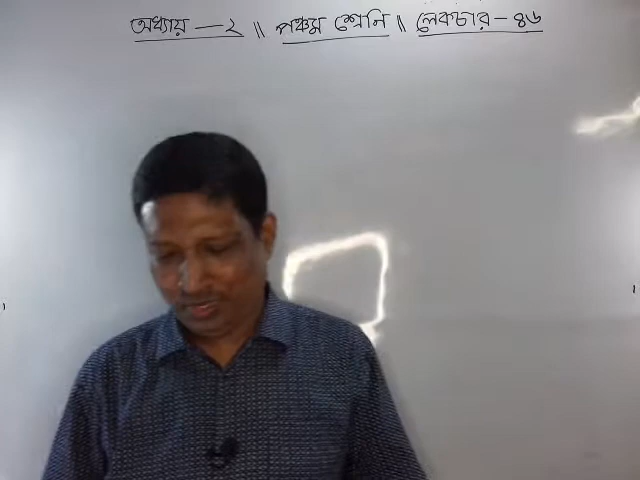 অধ্যায় — ২ ॥ পঞ্চম শ্রেনি ॥ লেকচার - ৪৬